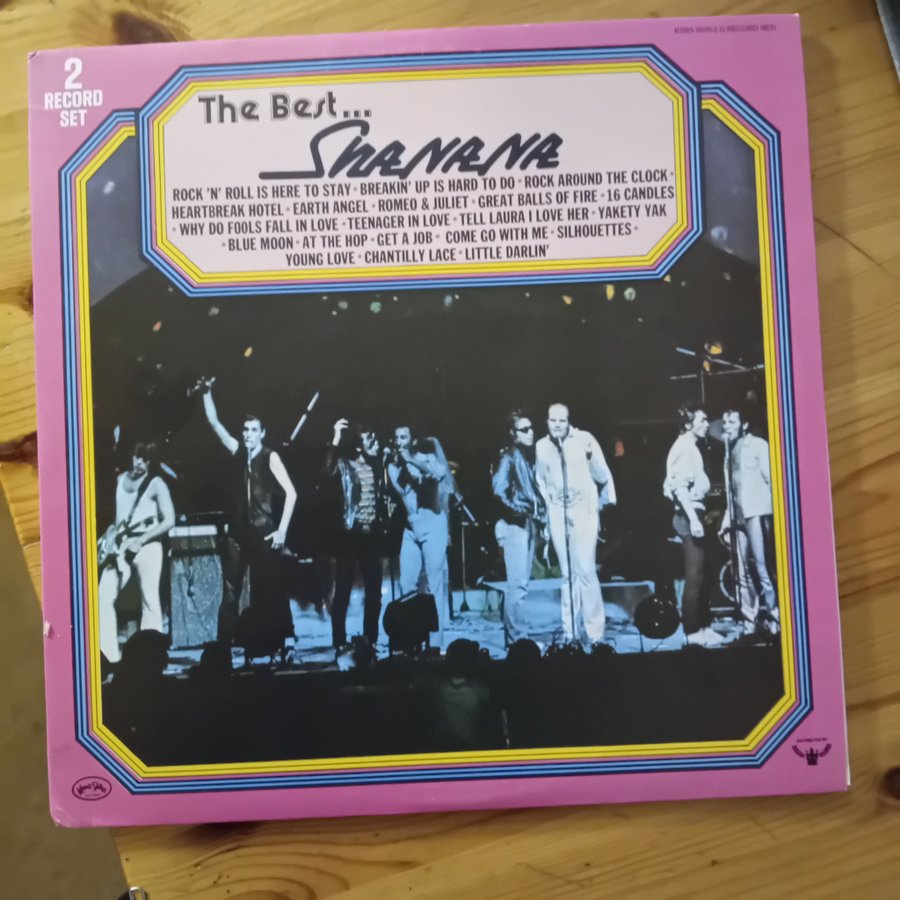 2
RECORD
SET
The Best...
SHANANA
ROCK 'N' ROLL IS HERE TO STAY • BREAKIN' UP IS HARD TO DO • ROCK AROUND THE CLOCK •
HEARTBREAK HOTEL • EARTH ANGEL • ROMEO & JULIET • GREAT BALLS OF FIRE • 16 CANDLES
• WHY DO FOOLS FALL IN LOVE • TEENAGER IN LOVE • TELL LAURA I LOVE HER • YAKETY YAK
• BLUE MOON • AT THE HOP • GET A JOB • COME GO WITH ME • SILHOUETTES •
YOUNG LOVE • CHANTILLY LACE • LITTLE DARLIN'
Kama Sutra